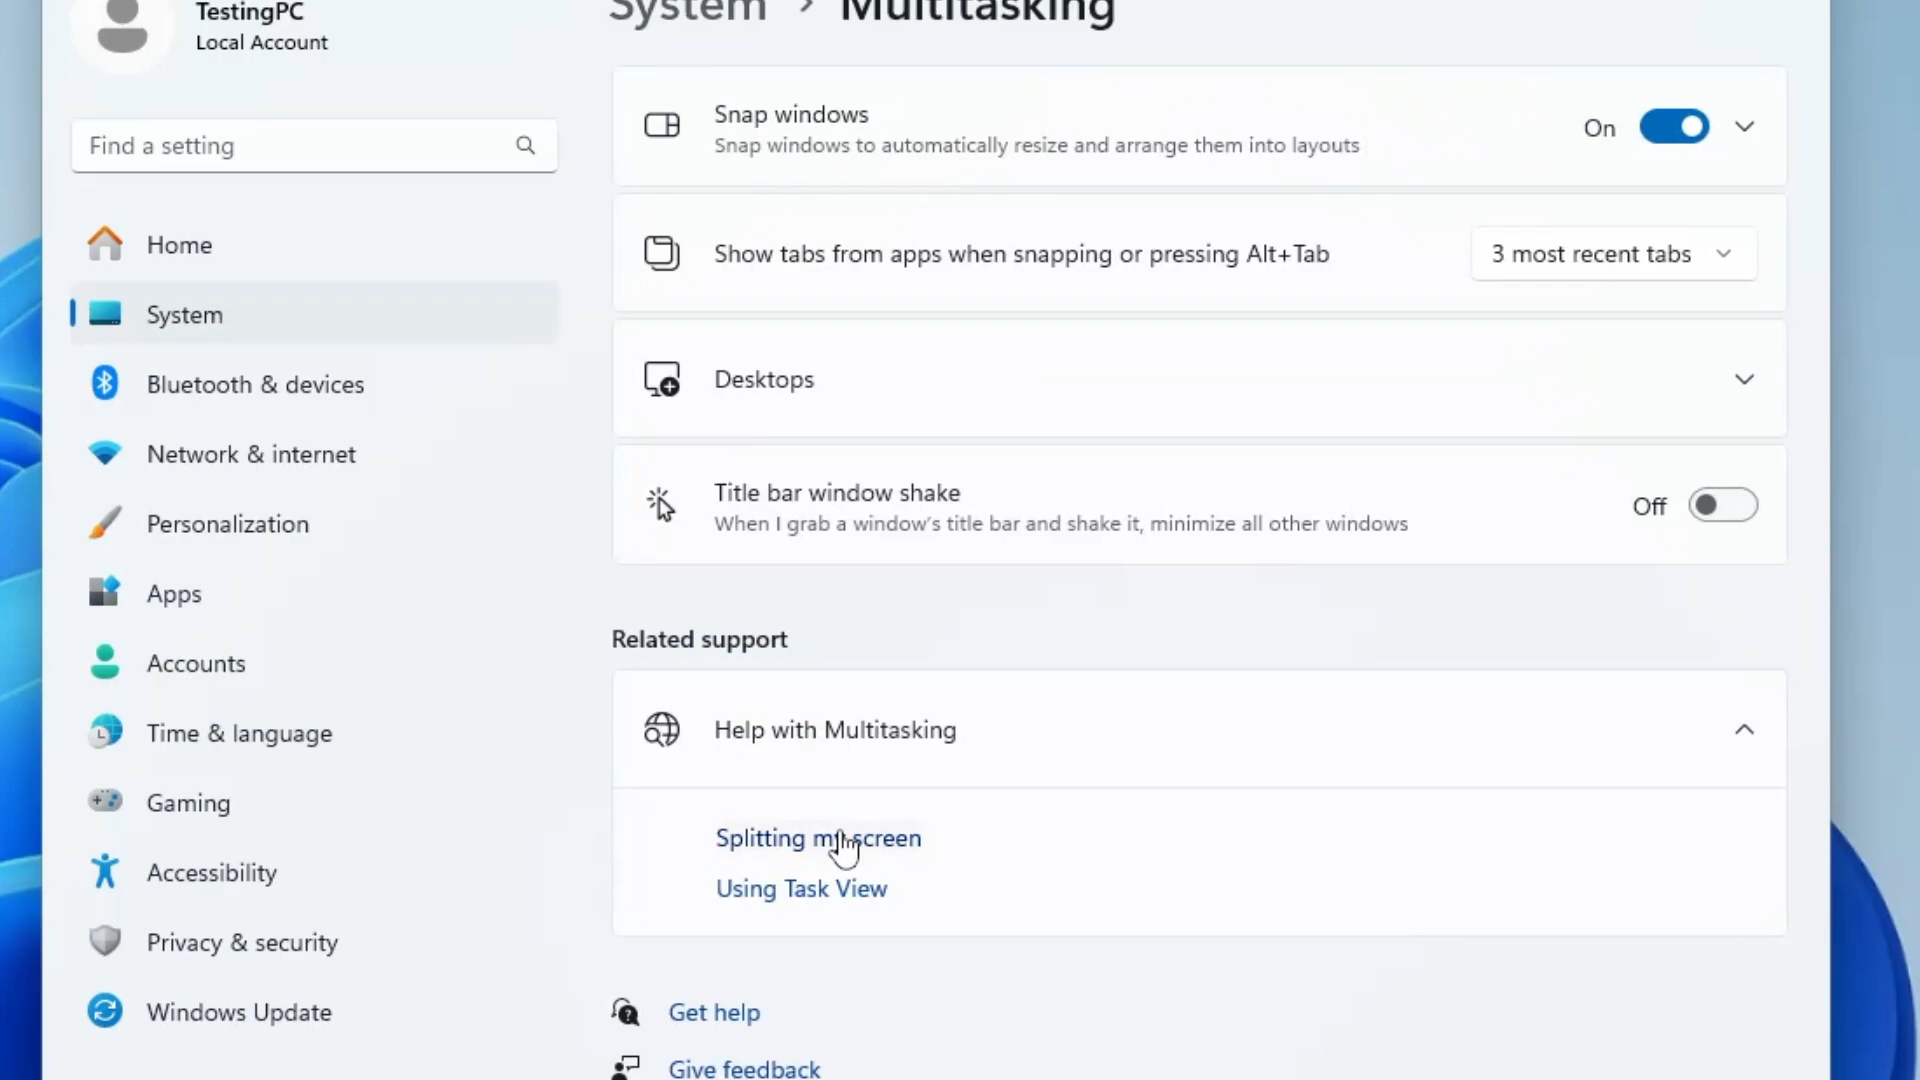 TestingPC
Local Account
Find a setting
Home
System
Bluetooth & devices
Network & internet
Personalization
Apps
Accounts
Time & language
Gaming
Accessibility
Privacy & security
Windows Update
System › Multitasking
Snap windows
Snap windows to automatically resize and arrange them into layouts
On
Show tabs from apps when snapping or pressing Alt+Tab
3 most recent tabs
Desktops
Title bar window shake
When I grab a window's title bar and shake it, minimize all other windows
Off
Related support
Help with Multitasking
Splitting my screen
Using Task View
Get help
Give feedback